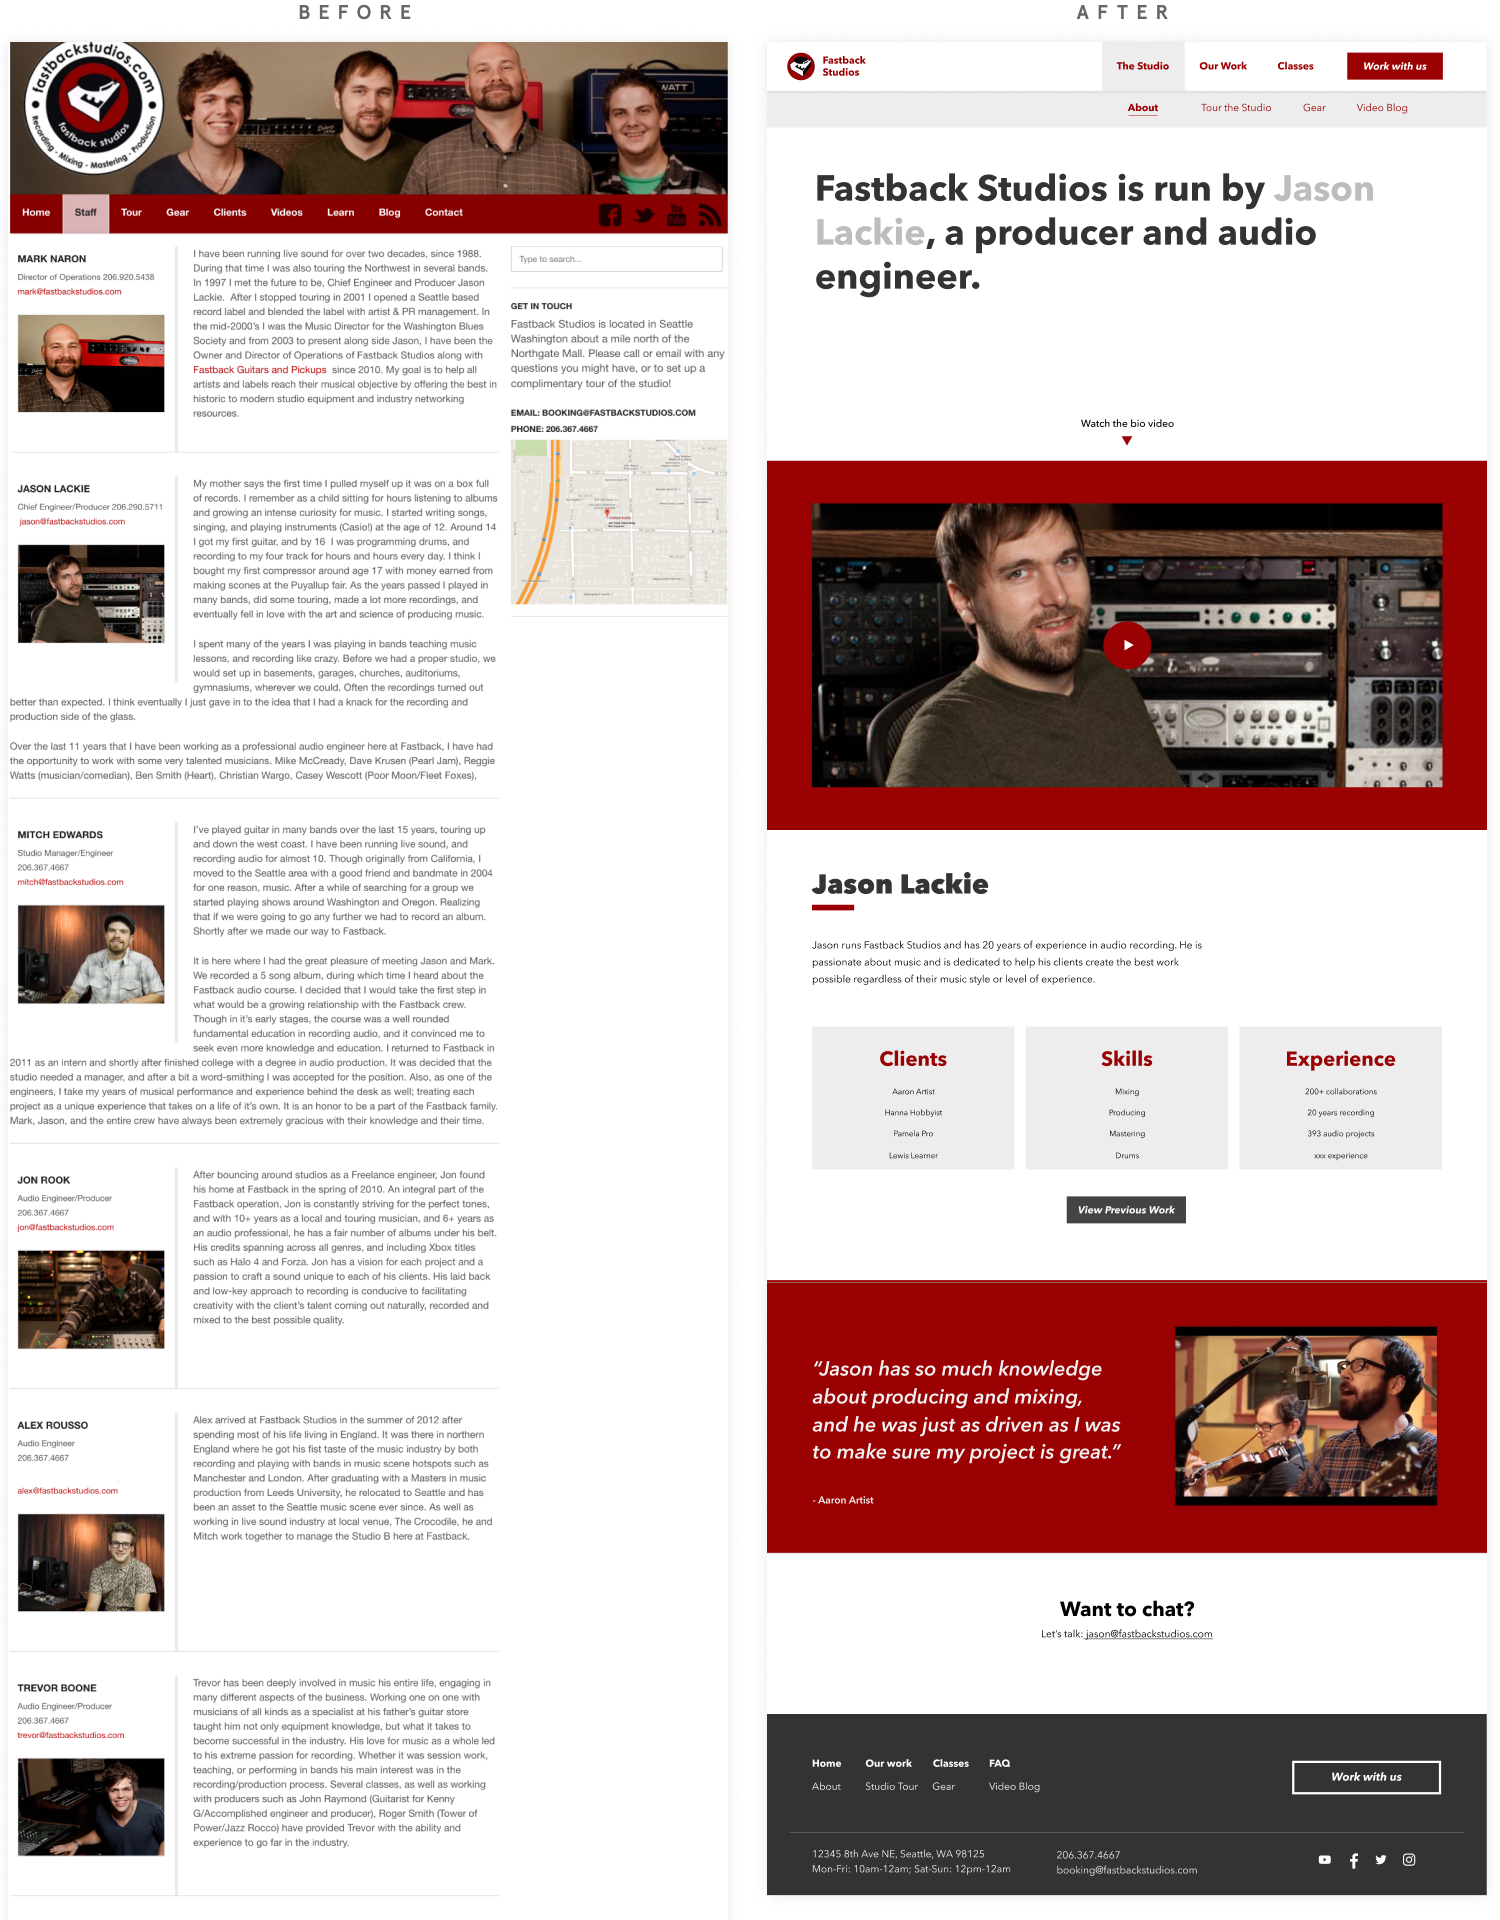 BEFORE
fastbackstudios.com
fastback studios
Recording - Mixing - Mastering - Production
WATT
Home Staff Tour Gear Clients Videos Learn Blog Contact
You
Tube
MARK NARON
Director of Operations 206.920.5438
mark@fastbackstudios.com
I have been running live sound for over two decades, since 1988.
During that time I was also touring the Northwest in several bands.
In 1997 I met the future to be, Chief Engineer and Producer Jason
Lackie. After I stopped touring in 2001 I opened a Seattle based
record label and blended the label with artist & PR management. In
the mid-2000's I was the Music Director for the Washington Blues
Society and from 2003 to present along side Jason, I have been the
Owner and Director of Operations of Fastback Studios along with
Fastback Guitars and Pickups since 2010. My goal is to help all
artists and labels reach their musical objective by offering the best in
historic to modern studio equipment and industry networking
resources.
Type to search...
GET IN TOUCH
Fastback Studios is located in Seattle
Washington about a mile north of the
Northgate Mall. Please call or email with any
questions you might have, or to set up a
complimentary tour of the studio!
EMAIL: BOOKING@FASTBACKSTUDIOS.COM
PHONE: 206.367.4667
JASON LACKIE
Chief Engineer/Producer 206.290.5711
jason@fastbackstudios.com
My mother says the first time I pulled myself up it was on a box full
of records. I remember as a child sitting for hours listening to albums
and growing an intense curiosity for music. I started writing songs,
singing, and playing instruments (Casio!) at the age of 12. Around 14
I got my first guitar, and by 16 I was programming drums, and
recording to my four track for hours and hours every day. I think I
bought my first compressor around age 17 with money earned from
making scones at the Puyallup fair. As the years passed I played in
many bands, did some touring, made a lot more recordings, and
eventually fell in love with the art and science of producing music.
I spent many of the years I was playing in bands teaching music
lessons, and recording like crazy. Before we had a proper studio, we
would set up in basements, garages, churches, auditoriums,
gymnasiums, wherever we could. Often the recordings turned out
better than expected. I think eventually I just gave in to the idea that I had a knack for the recording and
production side of the glass.
Over the last 11 years that I have been working as a professional audio engineer here at Fastback, I have had
the opportunity to work with some very talented musicians. Mike McCready, Dave Krusen (Pearl Jam), Reggie
Watts (musician/comedian), Ben Smith (Heart), Christian Wargo, Casey Wescott (Poor Moon/Fleet Foxes),
MITCH EDWARDS
Studio Manager/Engineer
206.367.4667
mitch@fastbackstudios.com
I've played guitar in many bands over the last 15 years, touring up
and down the west coast. I have been running live sound, and
recording audio for almost 10. Though originally from California, I
moved to the Seattle area with a good friend and bandmate in 2004
for one reason, music. After a while of searching for a group we
started playing shows around Washington and Oregon. Realizing
that if we were going to go any further we had to record an album.
Shortly after we made our way to Fastback.
It is here where I had the great pleasure of meeting Jason and Mark.
We recorded a 5 song album, during which time I heard about the
Fastback audio course. I decided that I would take the first step in
what would be a growing relationship with the Fastback crew.
Though in it's early stages, the course was a well rounded
fundamental education in recording audio, and it convinced me to
seek even more knowledge and education. I returned to Fastback in
2011 as an intern and shortly after finished college with a degree in audio production. It was decided that the
studio needed a manager, and after a bit a word-smithing I was accepted for the position. Also, as one of the
engineers, I take my years of musical performance and experience behind the desk as well; treating each
project as a unique experience that takes on a life of it's own. It is an honor to be a part of the Fastback family.
Mark, Jason, and the entire crew have always been extremely gracious with their knowledge and their time.
JON ROOK
Audio Engineer/Producer
206.367.4667
jon@fastbackstudios.com
After bouncing around studios as a Freelance engineer, Jon found
his home at Fastback in the spring of 2010. An integral part of the
Fastback operation, Jon is constantly striving for the perfect tones,
and with 10+ years as a local and touring musician, and 6+ years as
an audio professional, he has a fair number of albums under his belt.
His credits spanning across all genres, and including Xbox titles
such as Halo 4 and Forza. Jon has a vision for each project and a
passion to craft a sound unique to each of his clients. His laid back
and low-key approach to recording is conducive to facilitating
creativity with the client's talent coming out naturally, recorded and
mixed to the best possible quality.
ALEX ROUSSO
Audio Engineer
206.367.4667
alex@fastbackstudios.com
Alex arrived at Fastback Studios in the summer of 2012 after
spending most of his life living in England. It was there in northern
England where he got his fist taste of the music industry by both
recording and playing with bands in music scene hotspots such as
Manchester and London. After graduating with a Masters in music
production from Leeds University, he relocated to Seattle and has
been an asset to the Seattle music scene ever since. As well as
working in live sound industry at local venue, The Crocodile, he and
Mitch work together to manage the Studio B here at Fastback.
TREVOR BOONE
Audio Engineer/Producer
206.367.4667
trevor@fastbackstudios.com
Trevor has been deeply involved in music his entire life, engaging in
many different aspects of the business. Working one on one with
musicians of all kinds as a specialist at his father's guitar store
taught him not only equipment knowledge, but what it takes to
become successful in the industry. His love for music as a whole led
to his extreme passion for recording. Whether it was session work,
teaching, or performing in bands his main interest was in the
recording/production process. Several classes, as well as working
with producers such as John Raymond (Guitarist for Kenny
G/Accomplished engineer and producer), Roger Smith (Tower of
Power/Jazz Rocco) have provided Trevor with the ability and
experience to go far in the industry.
AFTER
Fastback
Studios
The Studio Our Work Classes Work with us
About Tour the Studio Gear Video Blog
Fastback Studios is run by Jason
Lackie, a producer and audio
engineer.
Watch the bio video
Jason Lackie
Jason runs Fastback Studios and has 20 years of experience in audio recording. He is
passionate about music and is dedicated to help his clients create the best work
possible regardless of their music style or level of experience.
Clients
Aaron Artist
Hanna Hobbyist
Pamela Pro
Lewis Learner
Skills
Mixing
Producing
Mastering
Drums
Experience
200+ collaborations
20 years recording
393 audio projects
xxx experience
View Previous Work
“Jason has so much knowledge
about producing and mixing,
and he was just as driven as I was
to make sure my project is great.”
- Aaron Artist
Want to chat?
Let's talk: jason@fastbackstudios.com
Home Our work Classes FAQ
About Studio Tour Gear Video Blog
Work with us
12345 8th Ave NE, Seattle, WA 98125
Mon-Fri: 10am-12am; Sat-Sun: 12pm-12am
206.367.4667
booking@fastbackstudios.com